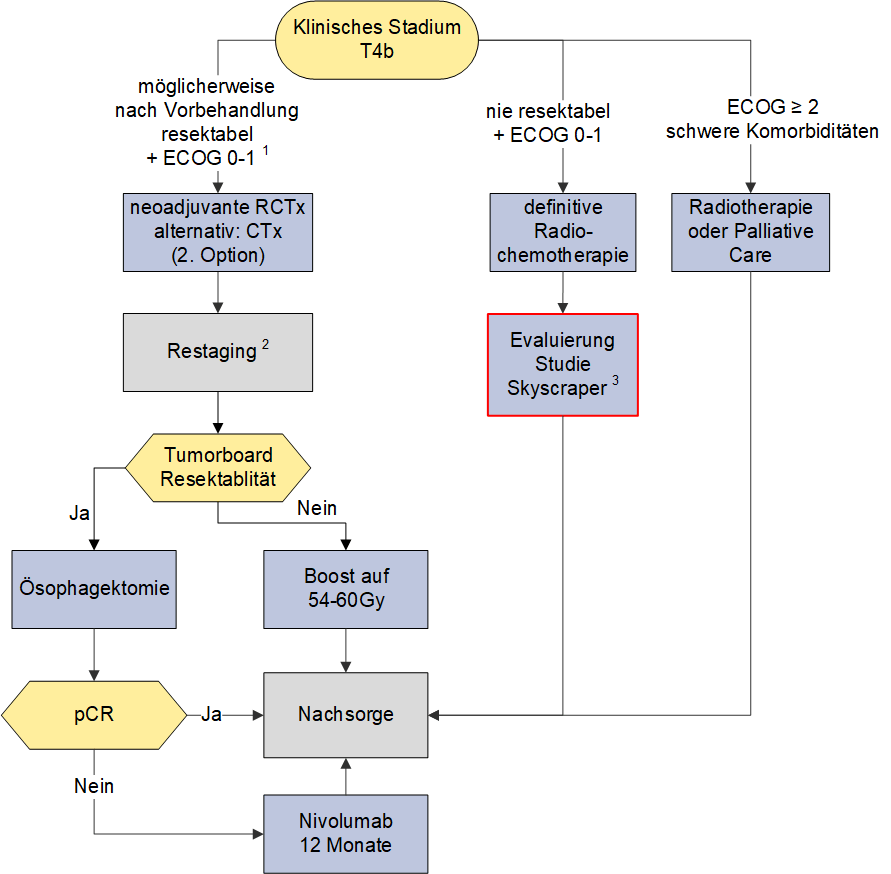 Klinisches Stadium
T4b
möglicherweise
nach Vorbehandlung
resektabel
+ ECOG 0-1 1
nie resektabel
+ ECOG 0-1
ECOG ≥ 2
schwere Komorbiditäten
neoadjuvante RCTx
alternativ: CTx
(2. Option)
definitive
Radio-
chemotherapie
Radiotherapie
oder Palliative
Care
Restaging 2
Evaluierung
Studie
Skyscraper 3
Tumorboard
Resektablität
Ja
Nein
Ösophagektomie
Boost auf
54-60Gy
pCR
Ja
Nachsorge
Nein
Nivolumab
12 Monate